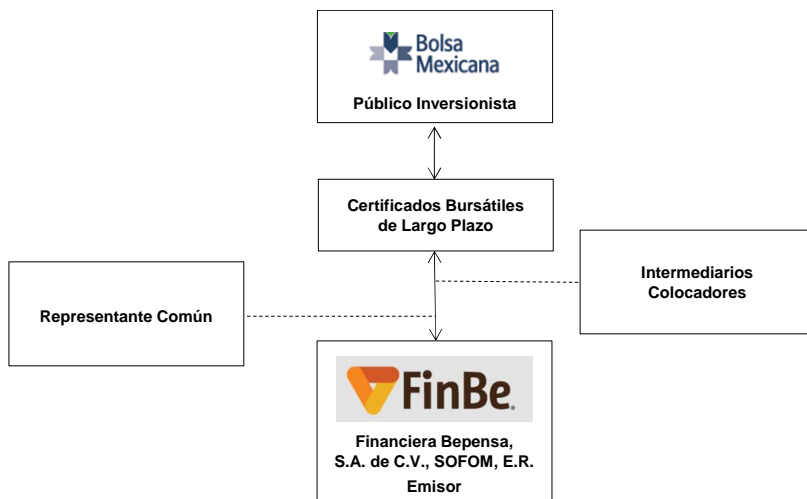 Bolsa
Mexicana
Público Inversionista
Certificados Bursátiles
de Largo Plazo
Intermediarios
Colocadores
Representante Común
FinBe.
Financiera Bepensa,
S.A. de C.V., SOFOM, E.R.
Emisor